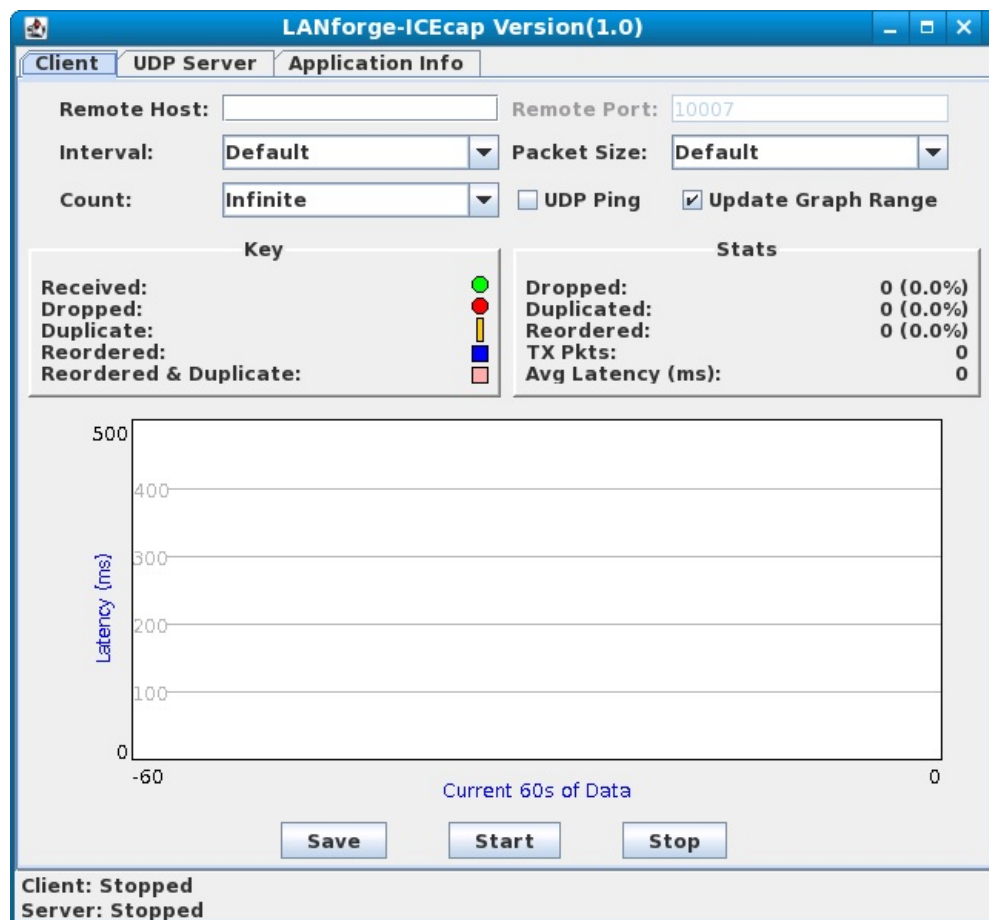 LANforge-ICEcap Version(1.0)
Client UDP Server Application Info
Remote Host: Remote Port: 10007
Interval: Default Packet Size: Default
Count: Infinite UDP Ping Update Graph Range
Key
Received:
Dropped:
Duplicate:
Reordered:
Reordered & Duplicate:
Stats
Dropped: 0 (0.0%)
Duplicated: 0 (0.0%)
Reordered: 0 (0.0%)
TX Pkts: 0
Avg Latency (ms): 0
500
400
300
200
100
0
Latency (ms)
-60 0
Current 60s of Data
Save Start Stop
Client: Stopped
Server: Stopped